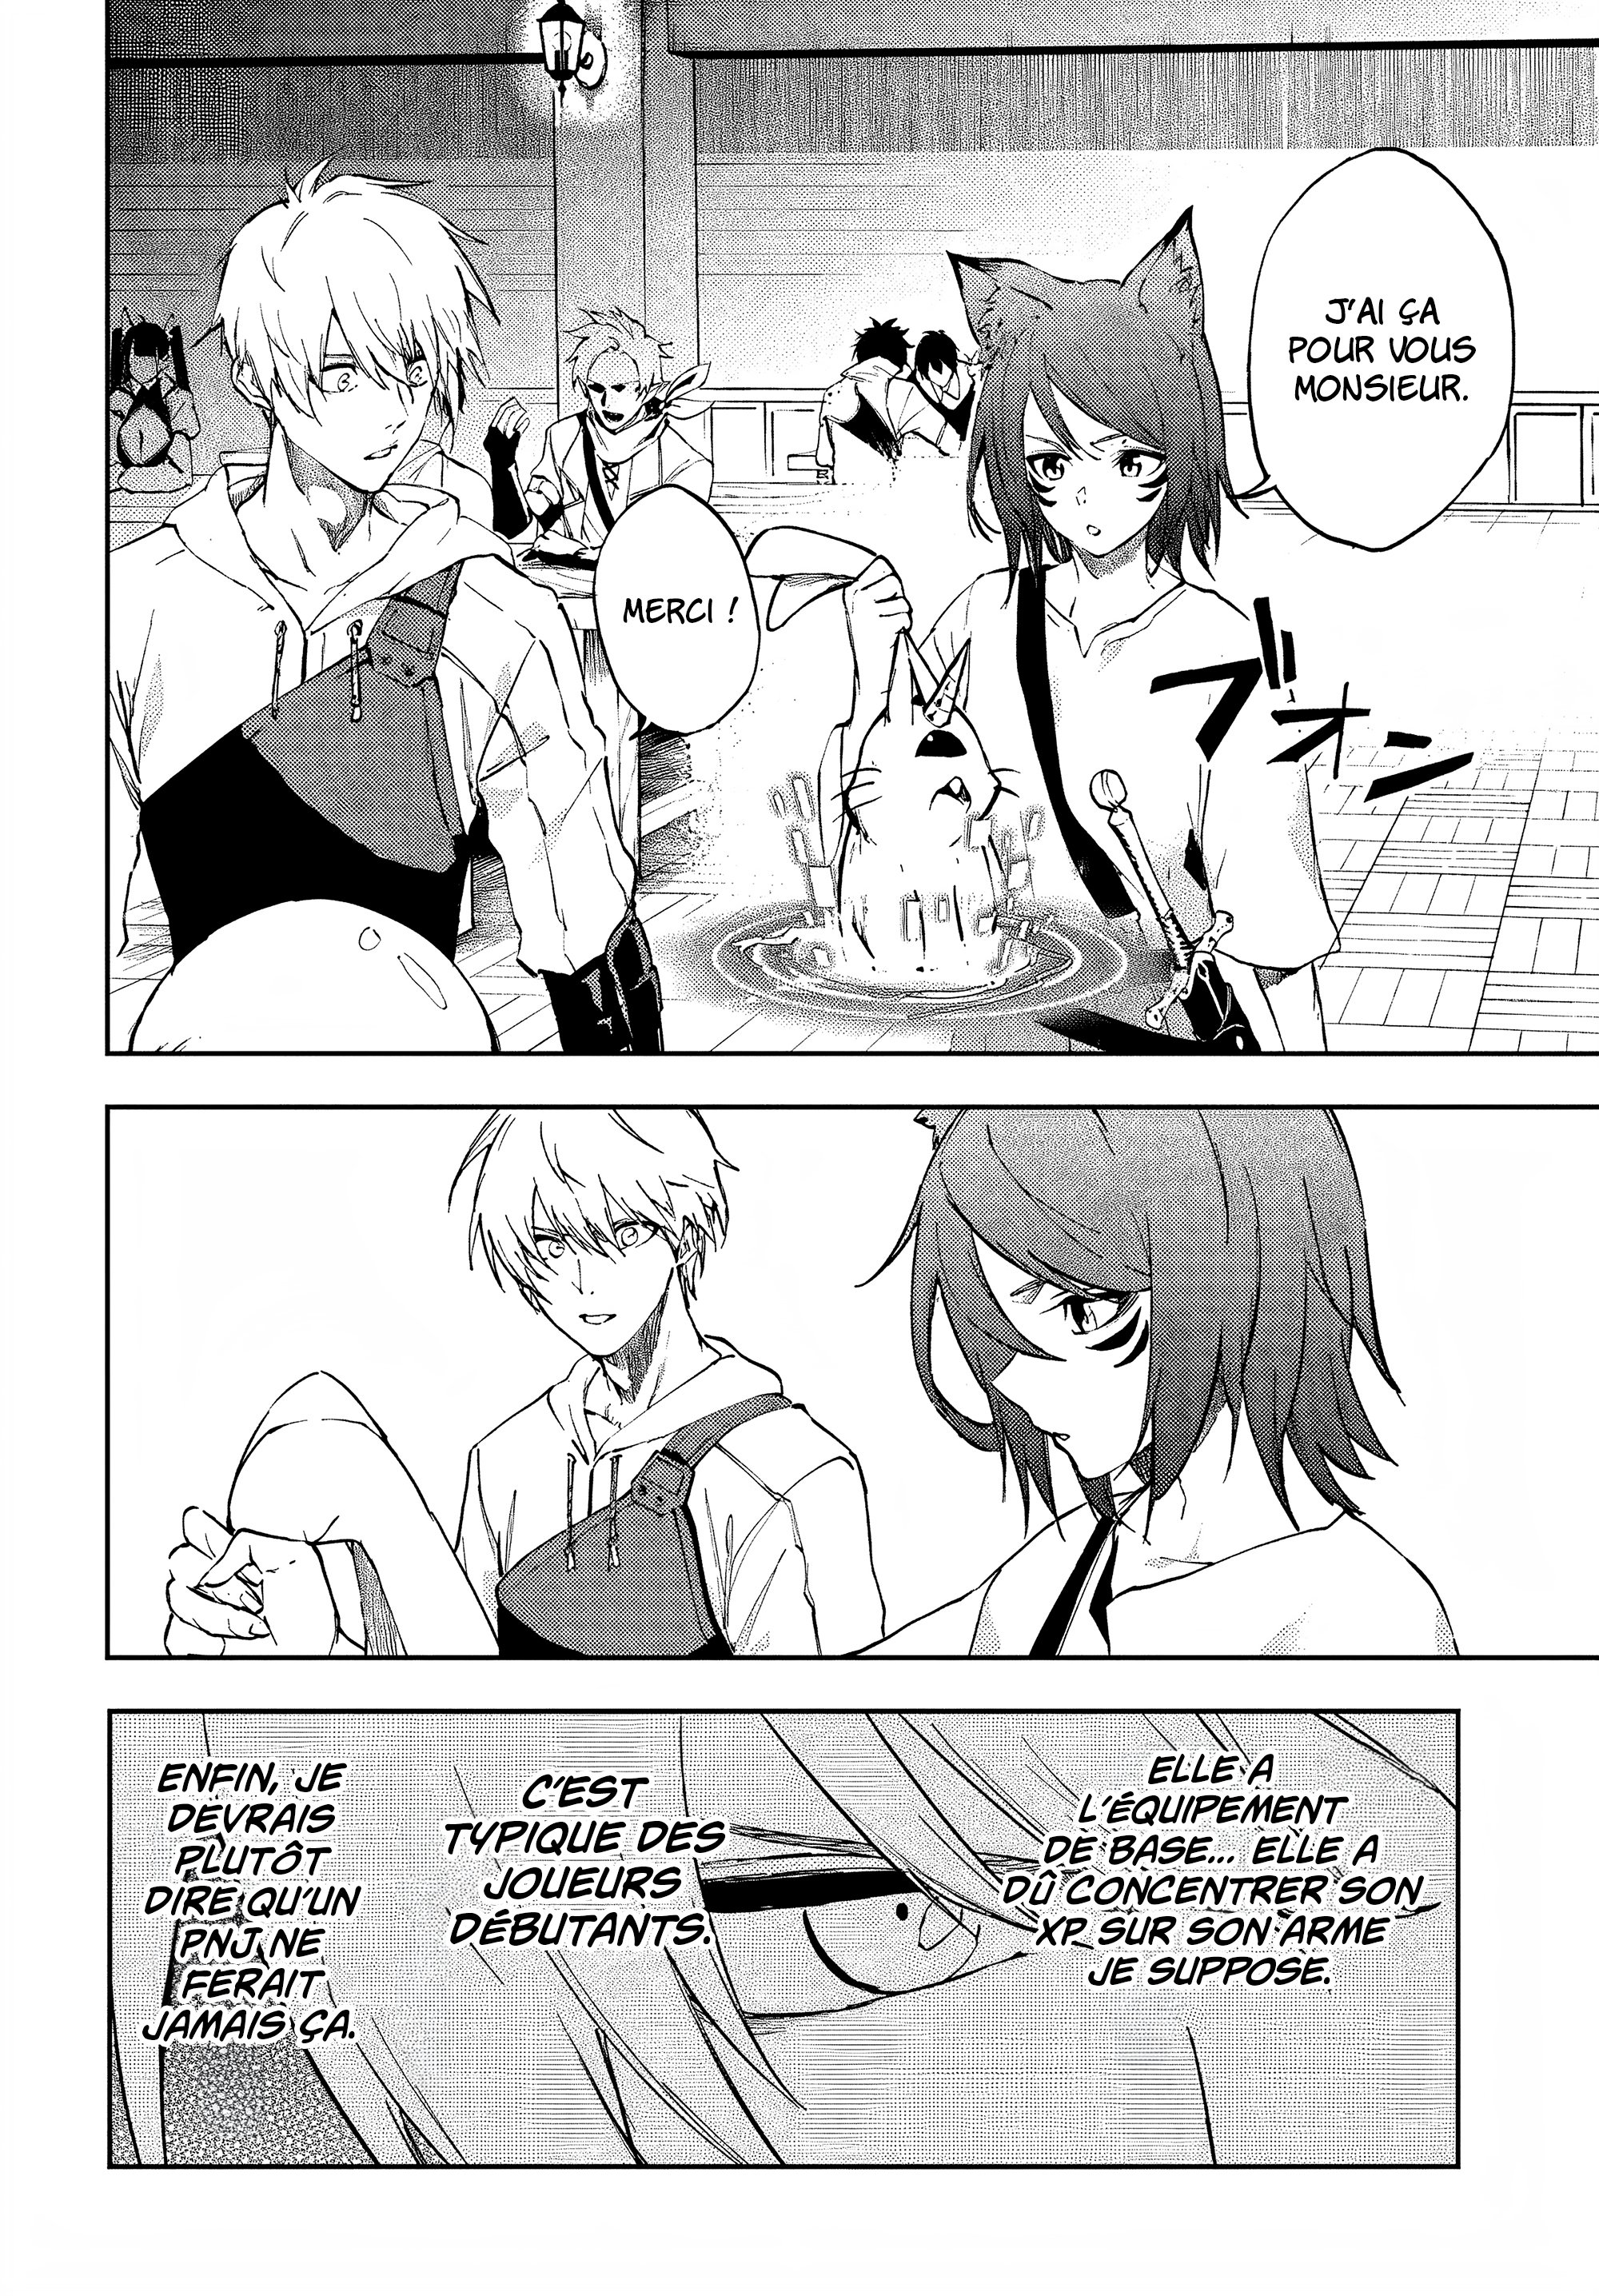 J'AI ÇA
POUR VOUS
MONSIEUR.
MERCI !
ブオン
ELLE A
L'ÉQUIPEMENT
DE BASE... ELLE A
DÛ CONCENTRER SON
XP SUR SON ARME
JE SUPPOSE.
C'EST
TYPIQUE DES
JOUEURS
DÉBUTANTS.
ENFIN, JE
DEVRAIS
PLUTÔT
DIRE QU'UN
PNJ NE
FERAIT
JAMAIS ÇA.